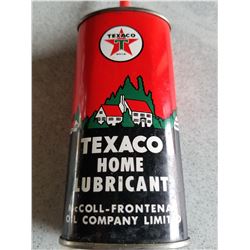 TEXACO
T
TEXACO
HOME
LUBRICANT
McCOLL-FRONTENAC
OIL COMPANY LIMITED